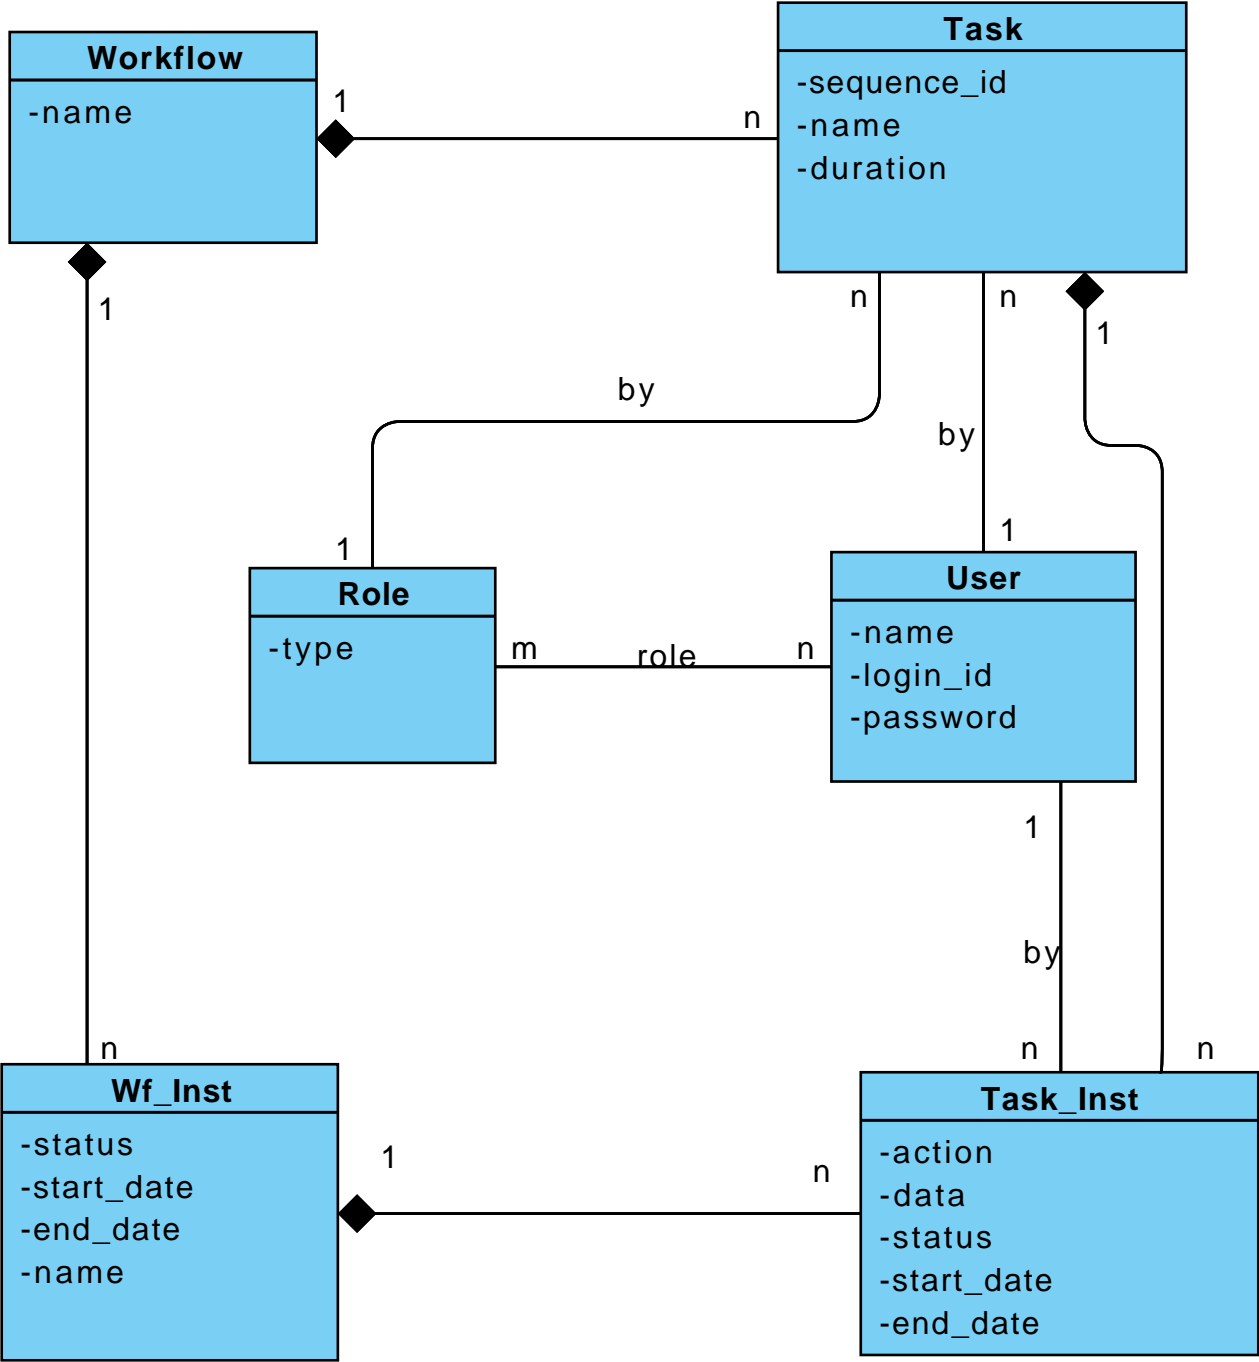 Workflow
-name
1
n
Task
-sequence_id
-name
-duration
1
n
n
1
by
by
1
1
Role
-type
m
role
n
User
-name
-login_id
-password
1
by
n
n
n
Wf_Inst
-status
-start_date
-end_date
-name
1
n
Task_Inst
-action
-data
-status
-start_date
-end_date